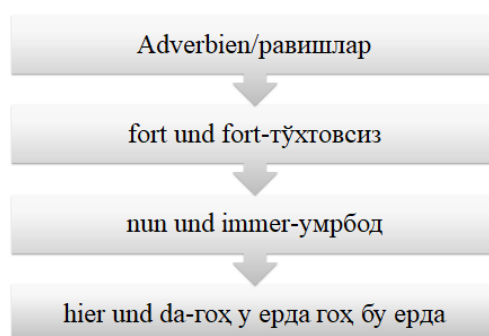 Adverbien/равишлар
fort und fort-тўхтовсиз
nun und immer-умрбод
hier und da-гоҳ у ерда гоҳ бу ерда